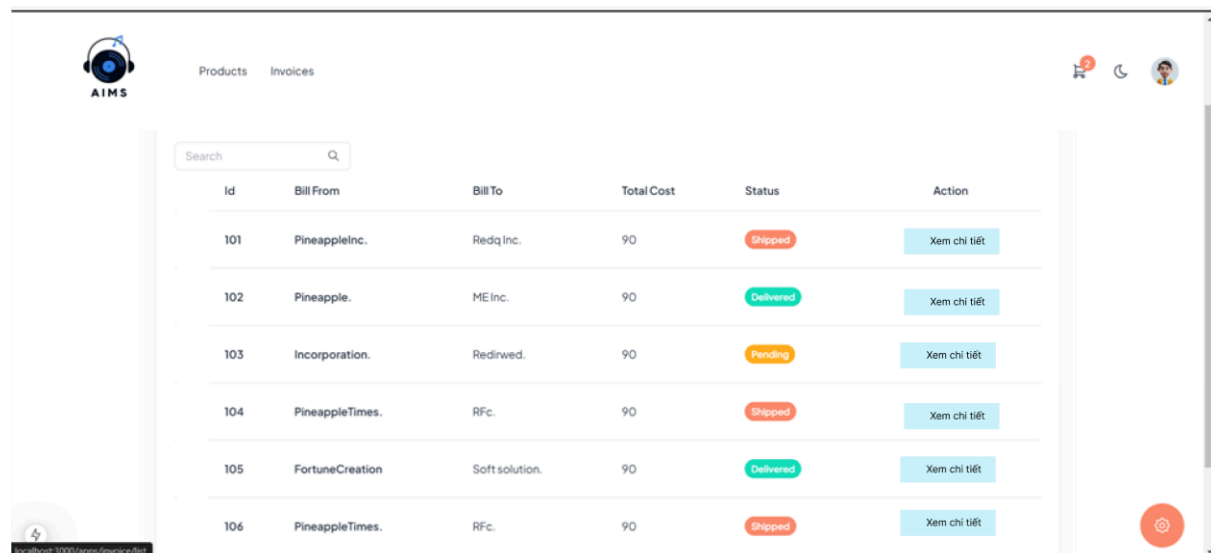 AIMS
Products Invoices
2
Search
Id Bill From Bill To Total Cost Status Action
101 PineappleInc. Redq Inc. 90 Shipped Xem chi tiết
102 Pineapple. ME Inc. 90 Delivered Xem chi tiết
103 Incorporation. Redirwed. 90 Pending Xem chi tiết
104 PineappleTimes. RFc. 90 Shipped Xem chi tiết
105 FortuneCreation Soft solution. 90 Delivered Xem chi tiết
106 PineappleTimes. RFc. 90 Shipped Xem chi tiết
localhost:3000/apps/invoice/list